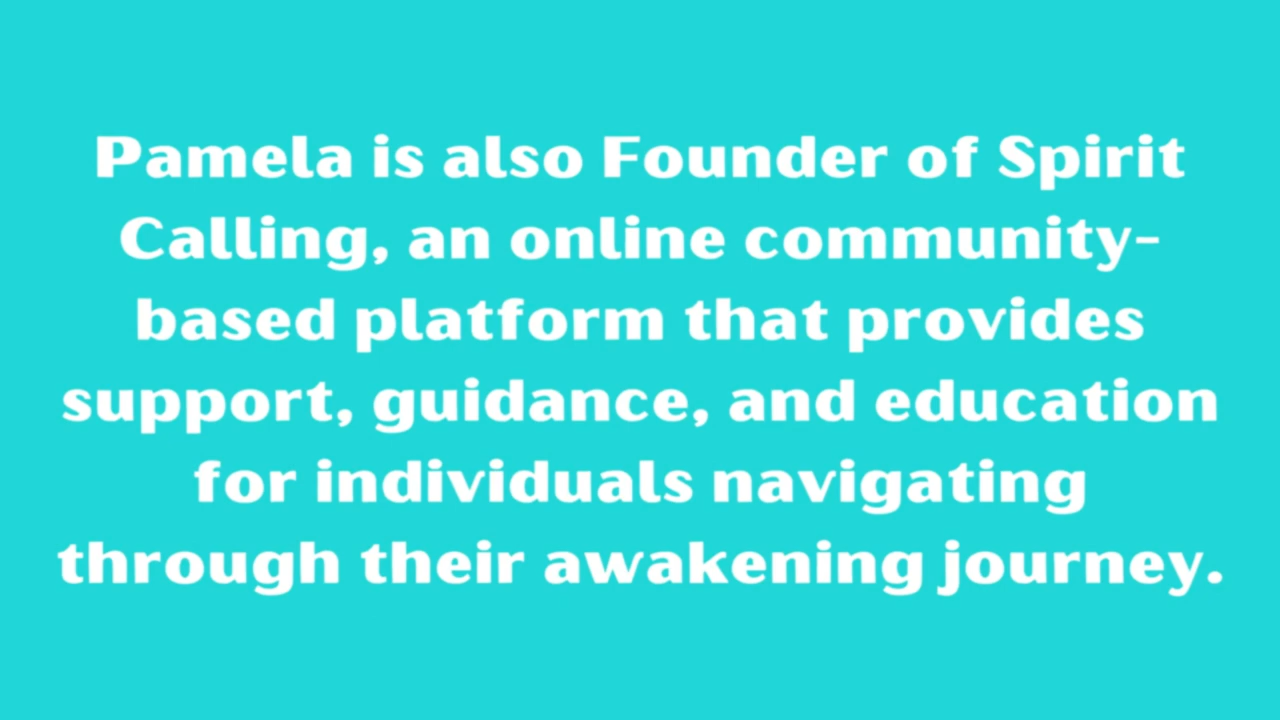 Pamela is also Founder of Spirit
Calling, an online community-
based platform that provides
support, guidance, and education
for individuals navigating
through their awakening journey.